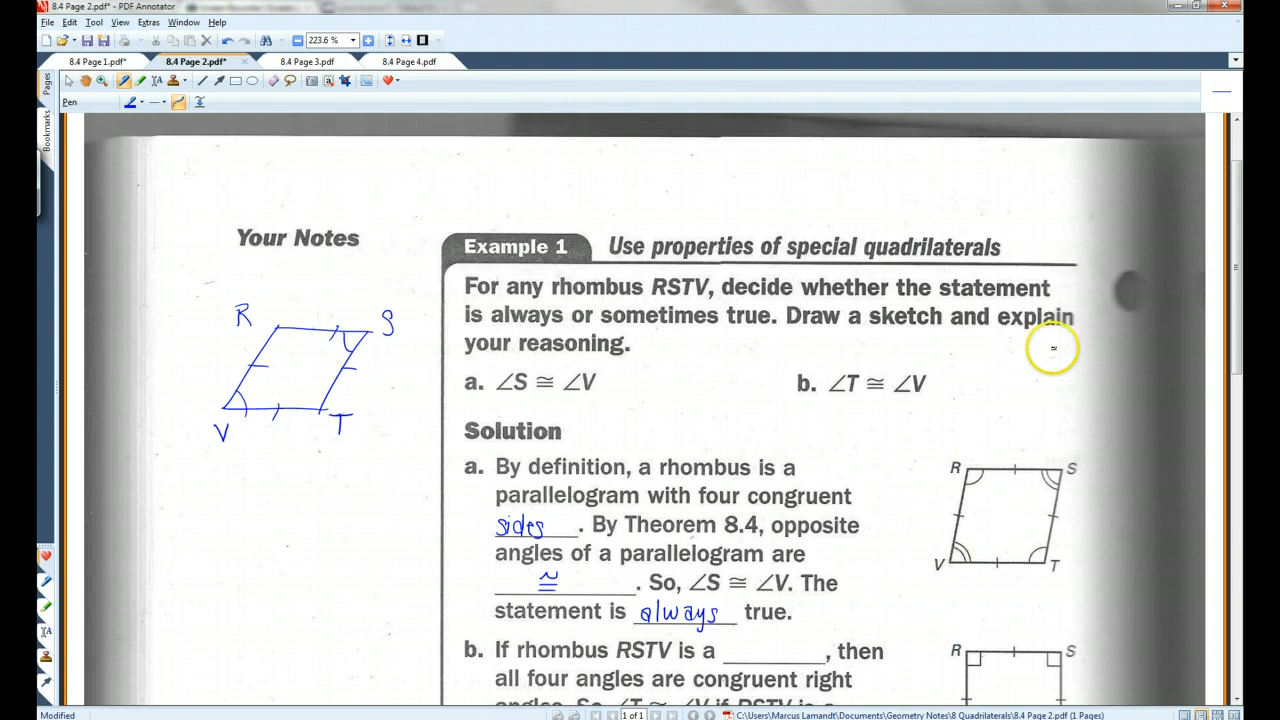 8.4 Page 2.pdf* - PDF Annotator
File Edit Tool View Extras Window Help
223.6 %
8.4 Page 1.pdf* 8.4 Page 2.pdf* 8.4 Page 3.pdf 8.4 Page 4.pdf
Pages
Pen
Bookmarks
Your Notes
Example 1 Use properties of special quadrilaterals
For any rhombus RSTV, decide whether the statement
is always or sometimes true. Draw a sketch and explain
your reasoning.
a. ∠S ≅ ∠V b. ∠T ≅ ∠V
R S
V T
Solution
a. By definition, a rhombus is a
parallelogram with four congruent
sides. By Theorem 8.4, opposite
angles of a parallelogram are
≅. So, ∠S ≅ ∠V. The
statement is always true.
R S
V T
b. If rhombus RSTV is a ________, then
all four angles are congruent right
angles. So, ∠T ≅ ∠V if RSTV is a
R S
Modified
1 of 1
C:\Users\Marcus Lamandt\Documents\Geometry Notes\8 Quadrilaterals\8.4 Page 2.pdf (1 Pages)